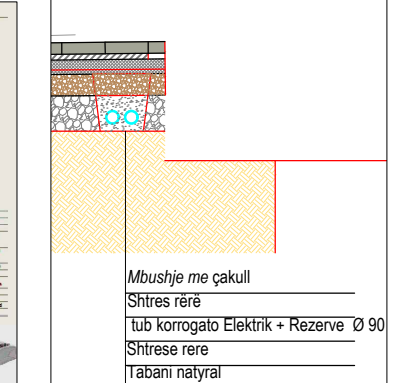 Mbushje me çakull
Shtres rërë
tub korrogato Elektrik + Rezerve Ø 90
Shtrese rere
Tabani natyral